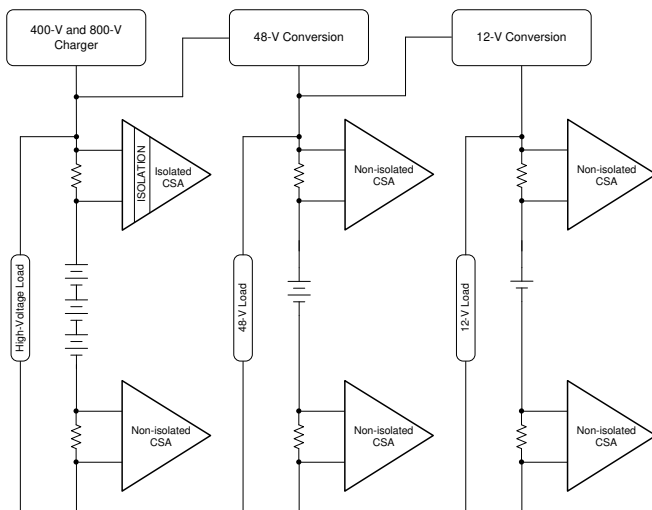 400-V and 800-V
Charger
48-V Conversion
12-V Conversion
ISOLATION
Isolated
CSA
Non-isolated
CSA
Non-isolated
CSA
High-Voltage Load
48-V Load
12-V Load
Non-isolated
CSA
Non-isolated
CSA
Non-isolated
CSA